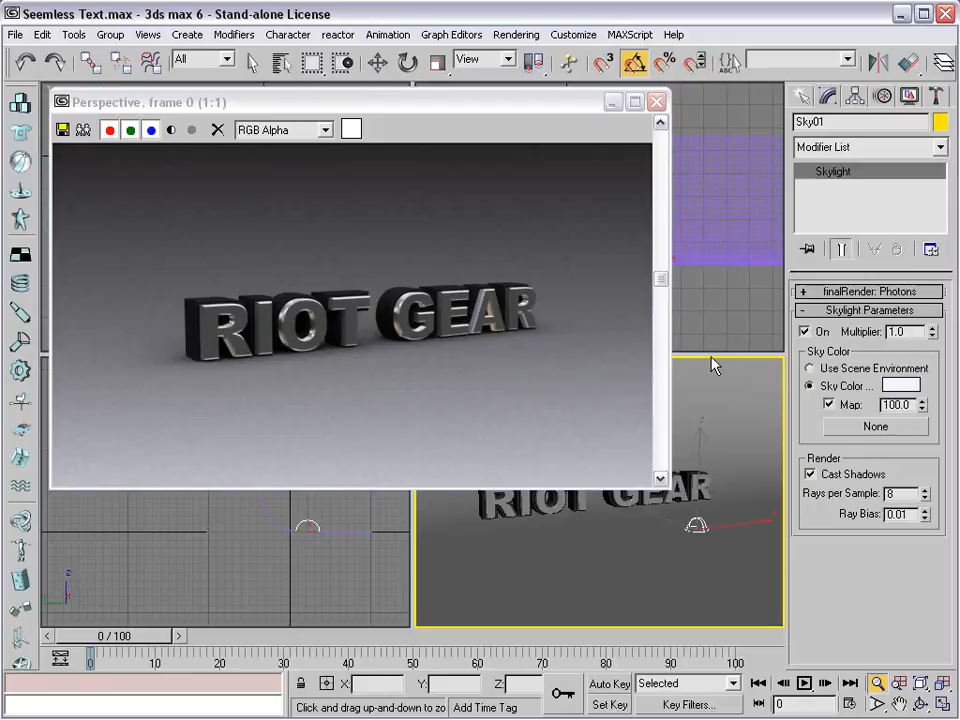 Seemless Text.max - 3ds max 6 - Stand-alone License
File Edit Tools Group Views Create Modifiers Character reactor Animation Graph Editors Rendering Customize MAXScript Help
All View
Perspective, frame 0 (1:1)
RGB Alpha
RIOT GEAR
RIOT GEAR
z
x
z
Sky01
Modifier List
Skylight
+ finalRender: Photons
- Skylight Parameters
On Multiplier: 1.0
Sky Color
Use Scene Environment
Sky Color...
Map: 100.0
None
Render
Cast Shadows
Rays per Sample: 8
Ray Bias: 0.01
0 / 100
0 10 20 30 40 50 60 70 80 90 100
X: Y: Z:
Auto Key Selected
Click and drag up-and-down to zo Add Time Tag Set Key Key Filters... 0